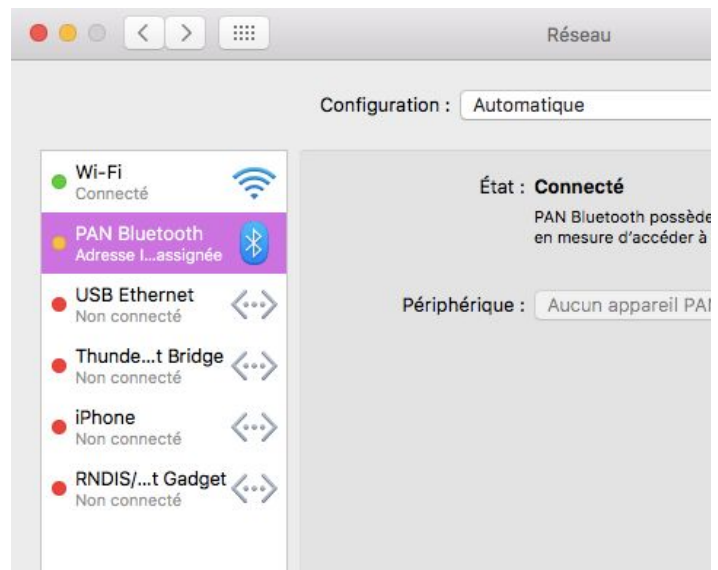 Réseau
Configuration : Automatique
Wi-Fi
Connecté
PAN Bluetooth
Adresse I...assignée
USB Ethernet
Non connecté
Thunde...t Bridge
Non connecté
iPhone
Non connecté
RNDIS/...t Gadget
Non connecté
État : Connecté
PAN Bluetooth possède
en mesure d'accéder à
Périphérique : Aucun appareil PAN